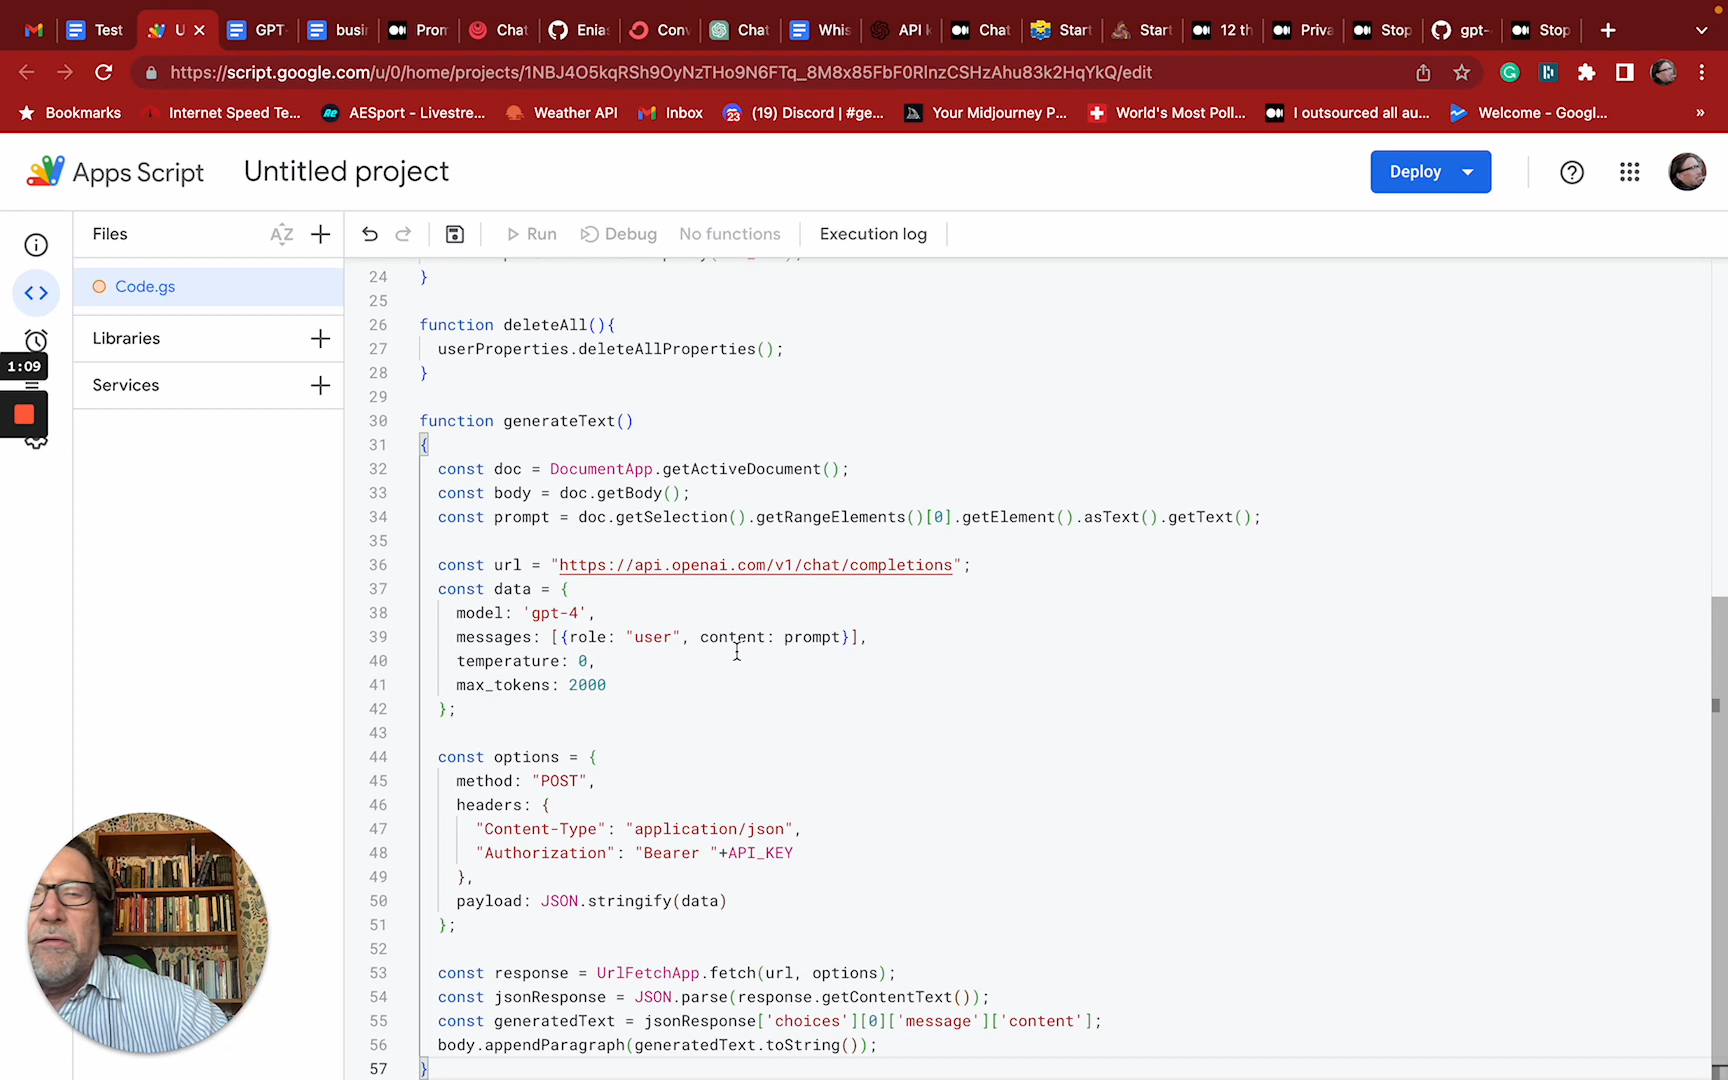 Test
U
GPT
busi
Pron
Chat
Enia
Con
Chat
Whis
API k
Chat
Start
Start
12 th
Priva
Stop
gpt-
Stop
https://script.google.com/u/0/home/projects/1NBJ4O5kqRSh9OyNzTHo9N6FTq_8M8x85FbF0RlnzCSHzAhu83k2HqYkQ/edit
Bookmarks
Internet Speed Te...
AESport - Livestre...
Weather API
Inbox
(19) Discord | #ge...
Your Midjourney P...
World's Most Poll...
I outsourced all au...
Welcome - Googl...
»
Apps Script
Untitled project
Deploy
Files
AZ
Run
Debug
No functions
Execution log
Code.gs
Libraries
Services
1:09
24 }
25
26 function deleteAll(){
27 userProperties.deleteAllProperties();
28 }
29
30 function generateText()
31 {
32 const doc = DocumentApp.getActiveDocument();
33 const body = doc.getBody();
34 const prompt = doc.getSelection().getRangeElements()[0].getElement().asText().getText();
35
36 const url = "https://api.openai.com/v1/chat/completions";
37 const data = {
38 model: 'gpt-4',
39 messages: [{role: "user", content: prompt}],
40 temperature: 0,
41 max_tokens: 2000
42 };
43
44 const options = {
45 method: "POST",
46 headers: {
47 "Content-Type": "application/json",
48 "Authorization": "Bearer "+API_KEY
49 },
50 payload: JSON.stringify(data)
51 };
52
53 const response = UrlFetchApp.fetch(url, options);
54 const jsonResponse = JSON.parse(response.getContentText());
55 const generatedText = jsonResponse['choices'][0]['message']['content'];
56 body.appendParagraph(generatedText.toString());
57 }